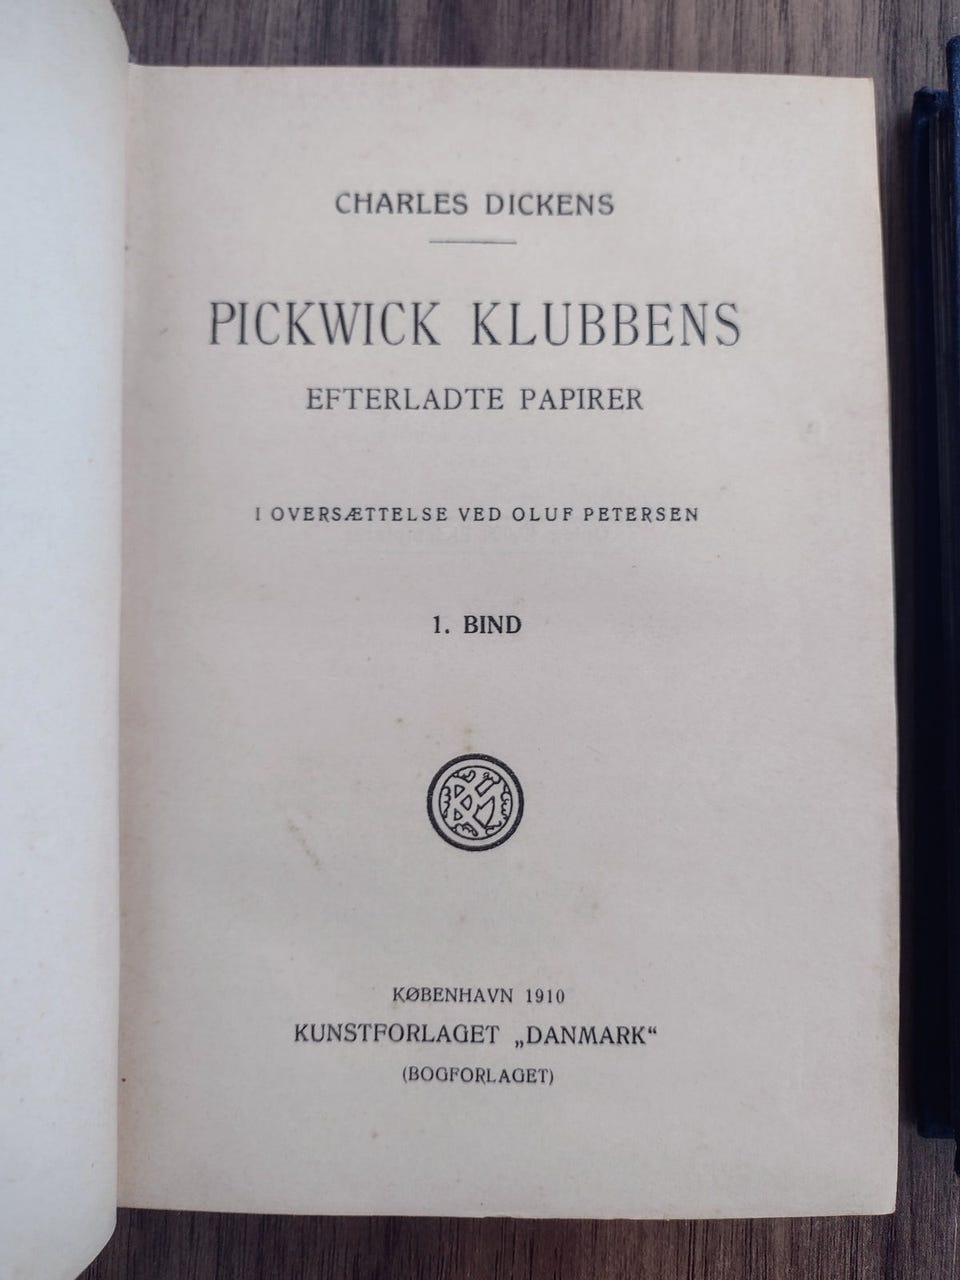 CHARLES DICKENS
PICKWICK KLUBBENS
EFTERLADTE PAPIRER
I OVERSÆTTELSE VED OLUF PETERSEN
1. BIND
KØBENHAVN 1910
KUNSTFORLAGET „DANMARK“
(BOGFORLAGET)